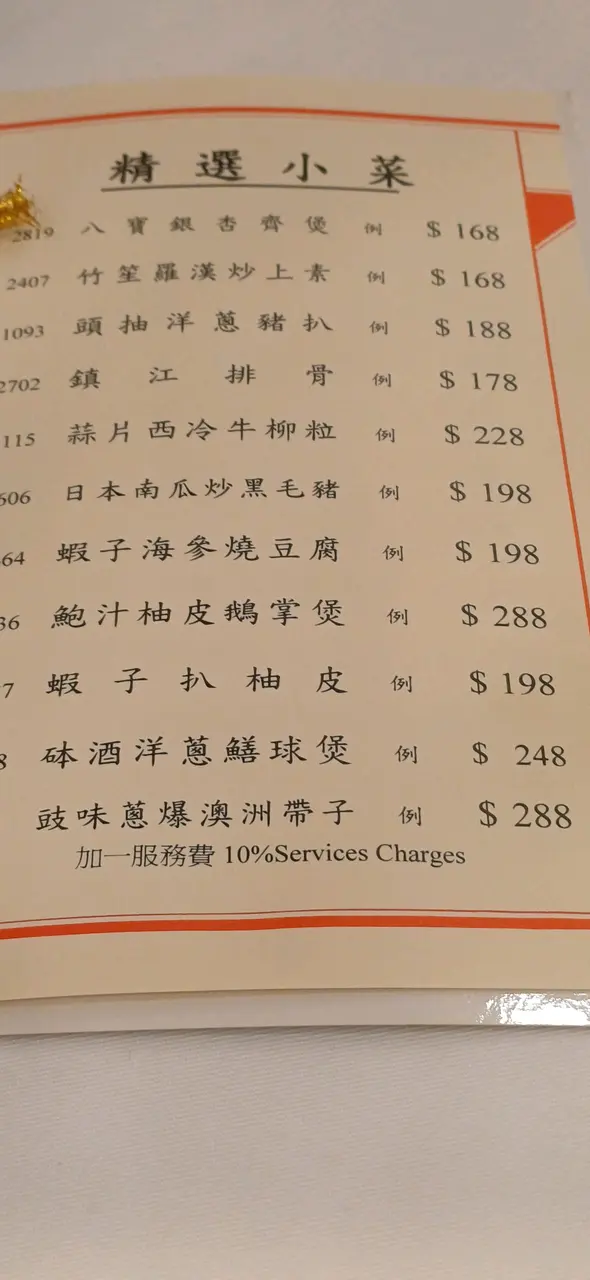 精選小菜
2819 八寶銀杏齊煲 例 $ 168
2407 竹笙羅漢炒上素 例 $ 168
1093 頭抽洋蔥豬扒 例 $ 188
2702 鎮江排骨 例 $ 178
115 蒜片西冷牛柳粒 例 $ 228
606 日本南瓜炒黑毛豬 例 $ 198
64 蝦子海參燒豆腐 例 $ 198
36 鮑汁柚皮鵝掌煲 例 $ 288
7 蝦子扒柚皮 例 $ 198
8 砵酒洋蔥鱔球煲 例 $ 248
豉味蔥爆澳洲帶子 例 $ 288
加一服務費 10%Services Charges